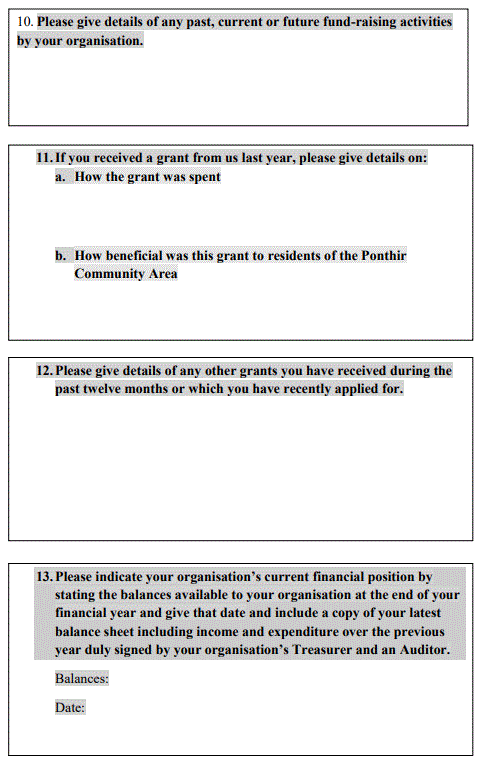 10. Please give details of any past, current or future fund-raising activities
by your organisation.
11. If you received a grant from us last year, please give details on:
a. How the grant was spent
b. How beneficial was this grant to residents of the Ponthir
Community Area
12. Please give details of any other grants you have received during the
past twelve months or which you have recently applied for.
13. Please indicate your organisation’s current financial position by
stating the balances available to your organisation at the end of your
financial year and give that date and include a copy of your latest
balance sheet including income and expenditure over the previous
year duly signed by your organisation’s Treasurer and an Auditor.
Balances:
Date: